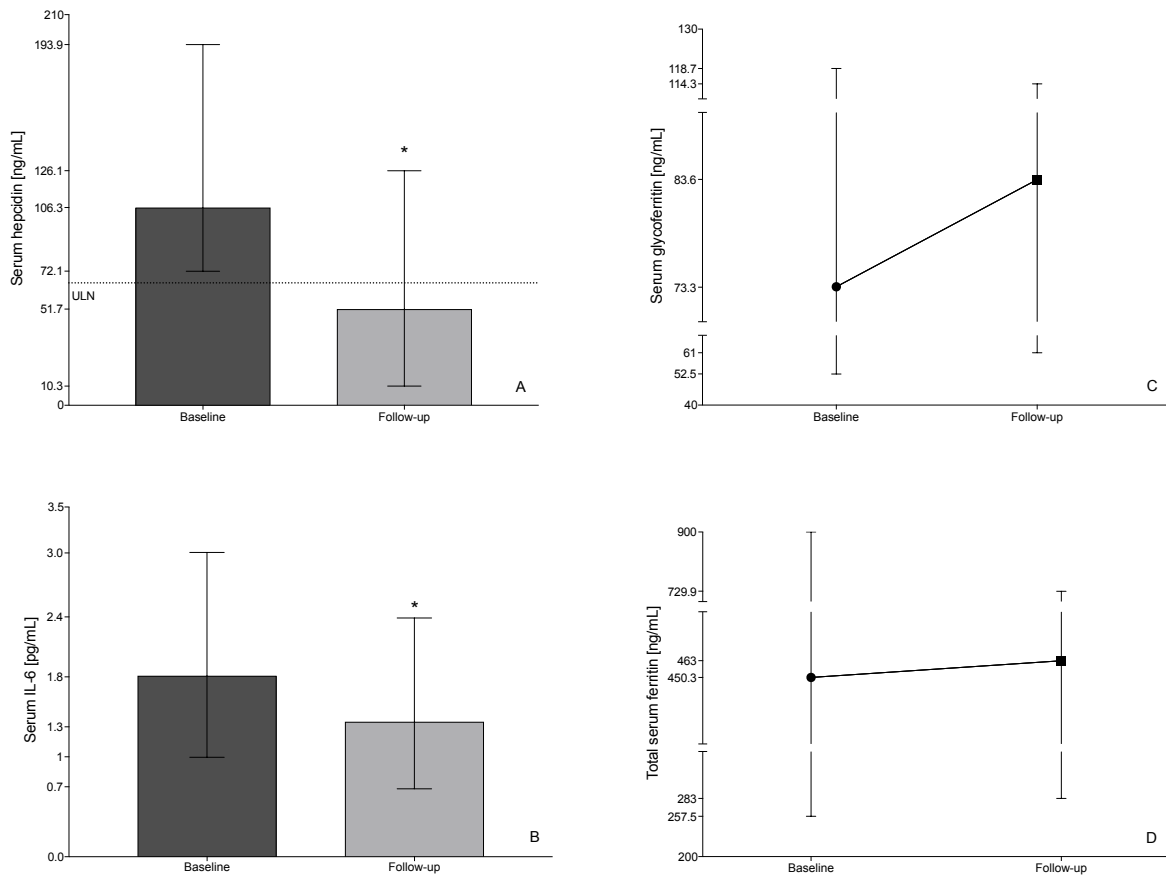 Serum hepcidin [ng/mL]
210
193.9
126.1
106.3
72.1
51.7
10.3
0
ULN
*
A
Baseline
Follow-up
Serum glycoferritin [ng/mL]
130
118.7
114.3
83.6
73.3
61
52.5
40
C
Baseline
Follow-up
Serum IL-6 [pg/mL]
3.5
3.0
2.4
1.8
1.3
1
0.7
0.0
*
B
Baseline
Follow-up
Total serum ferritin [ng/mL]
900
729.9
463
450.3
283
257.5
200
D
Baseline
Follow-up